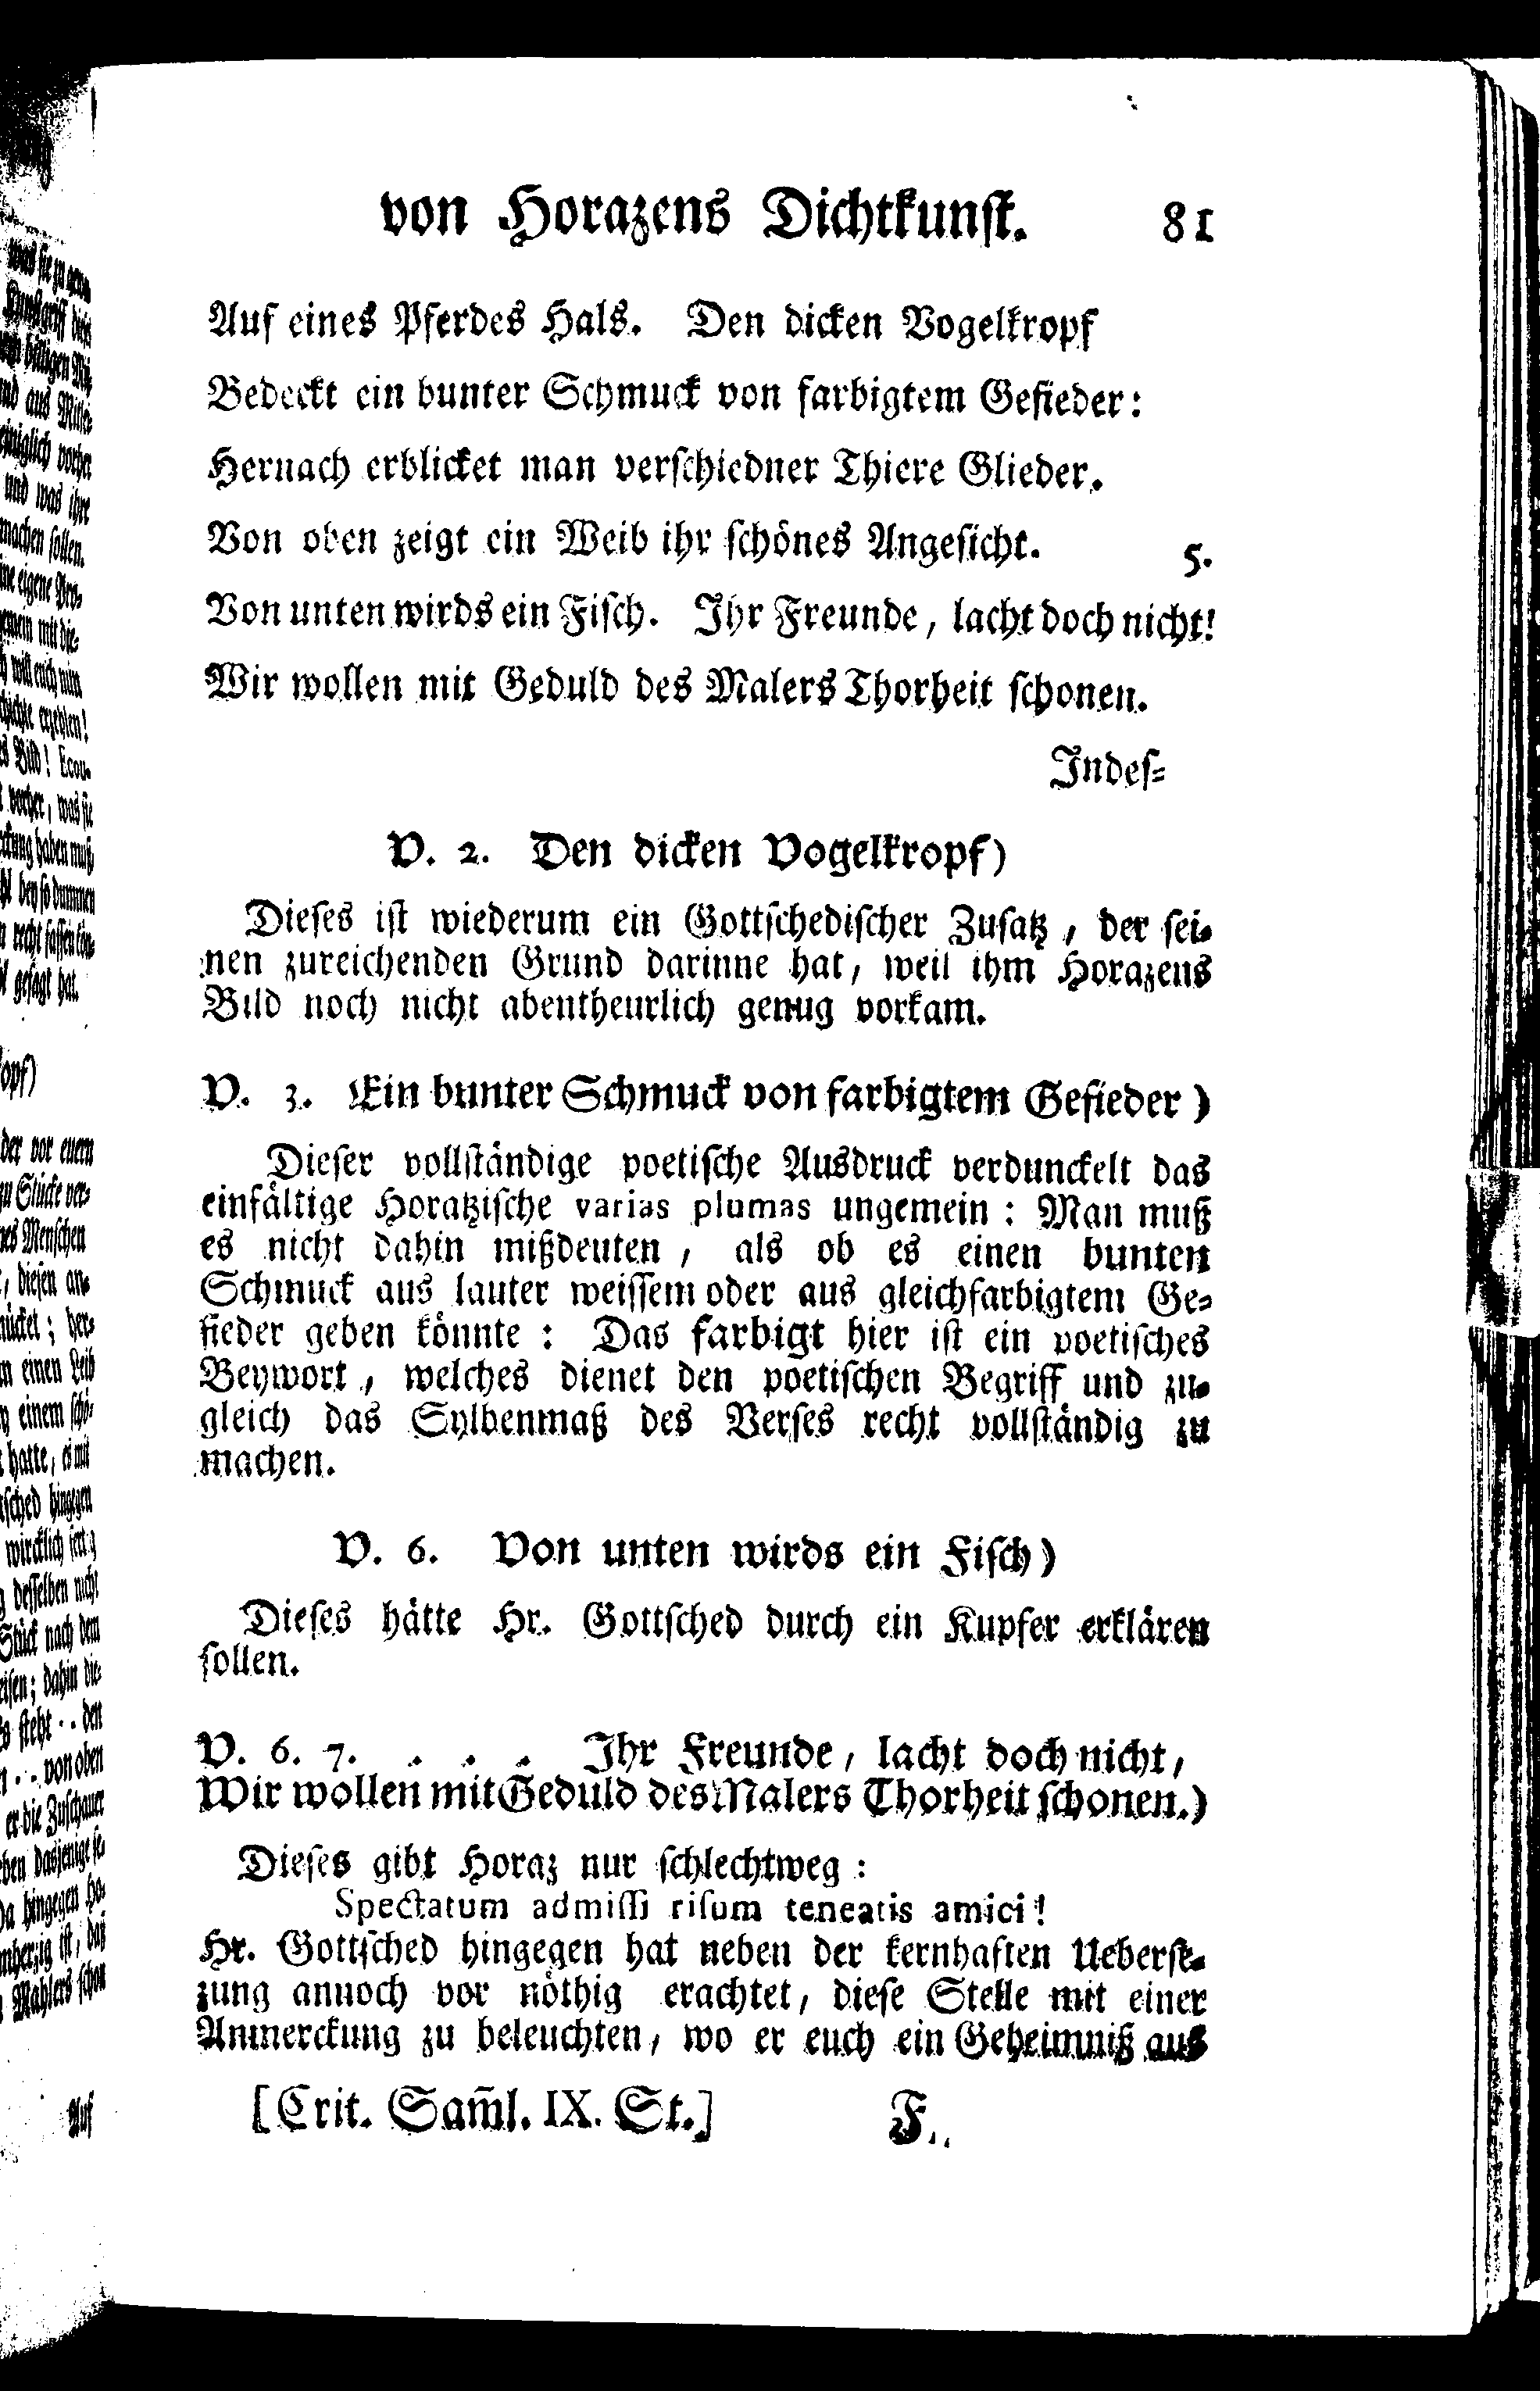 von Horazens Dichtkunst. 81
Auf eines Pferdes Hals. Den dicken Vogelkropf
Bedeckt ein bunter Schmuck von farbigtem Gefieder:
Hernach erblicket man verschiedner Thiere Glieder.
Von oben zeigt ein Weib ihr schönes Angesicht. 5.
Von unten wirds ein Fisch. Ihr Freunde, lacht doch nicht!
Wir wollen mit Geduld des Malers Thorheit schonen.
Indes-
V. 2. Den dicken Vogelkropf)
Dieses ist wiederum ein Gottschedischer Zusatz, der sei-
nen zureichenden Grund darinne hat, weil ihm Horazens
Bild noch nicht abentheurlich genug vorkam.
V. 3. Ein bunter Schmuck von farbigtem Gefieder)
Dieser vollständige poetische Ausdruck verdunckelt das
einfältige Horatzische varias plumas ungemein: Man muß
es nicht dahin mißdeuten, als ob es einen bunten
Schmuck aus lauter weissem oder aus gleichfarbigtem Ge-
fieder geben könnte: Das farbigt hier ist ein poetisches
Beywort, welches dienet den poetischen Begriff und zu-
gleich das Sylbenmaß des Verses recht vollständig zu
machen.
V. 6. Von unten wirds ein Fisch)
Dieses hätte Hr. Gottsched durch ein Kupfer erklären
sollen.
V. 6. 7. . . . Ihr Freunde, lacht doch nicht,
Wir wollen mit Geduld des Malers Thorheit schonen.)
Dieses gibt Horaz nur schlechtweg:
Spectatum admissi risum teneatis amici!
Hr. Gottsched hingegen hat neben der kernhaften Ueberse-
zung annoch vor nöthig erachtet, diese Stelle mit einer
Anmerckung zu beleuchten, wo er euch ein Geheimniß aus
[Crit. Sam̃l. IX. St.] F